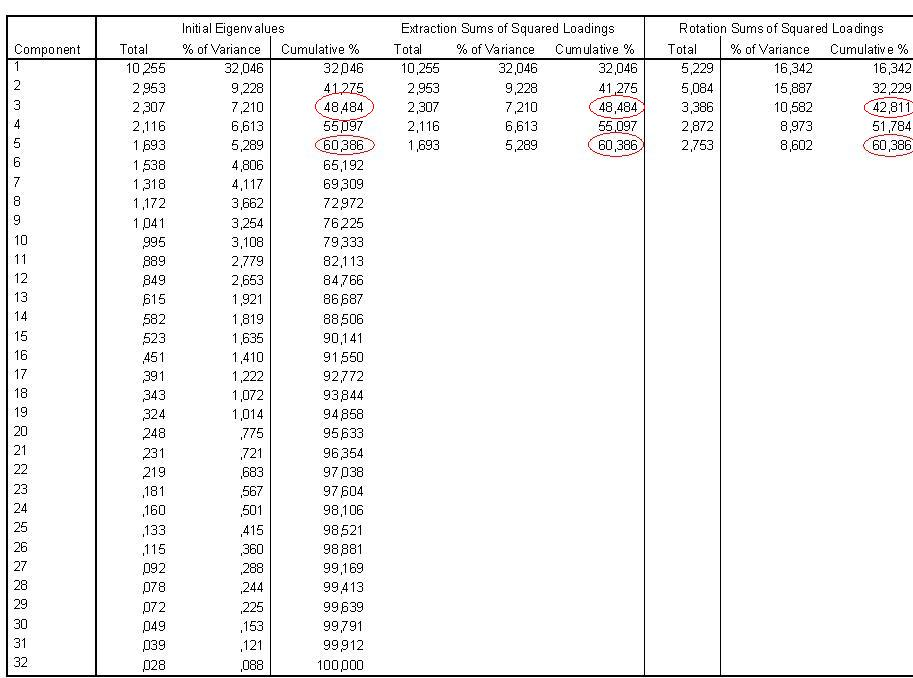 Initial Eigenvalues Extraction Sums of Squared Loadings Rotation Sums of Squared Loadings
Component Total % of Variance Cumulative % Total % of Variance Cumulative % Total % of Variance Cumulative %
1 10,255 32,046 32,046 10,255 32,046 32,046 5,229 16,342 16,342
2 2,953 9,228 41,275 2,953 9,228 41,275 5,084 15,887 32,229
3 2,307 7,210 48,484 2,307 7,210 48,484 3,386 10,582 42,811
4 2,116 6,613 55,097 2,116 6,613 55,097 2,872 8,973 51,784
5 1,693 5,289 60,386 1,693 5,289 60,386 2,753 8,602 60,386
6 1,538 4,806 65,192
7 1,318 4,117 69,309
8 1,172 3,662 72,972
9 1,041 3,254 76,225
10 ,995 3,108 79,333
11 ,889 2,779 82,113
12 ,849 2,653 84,766
13 ,615 1,921 86,687
14 ,582 1,819 88,506
15 ,523 1,635 90,141
16 ,451 1,410 91,550
17 ,391 1,222 92,772
18 ,343 1,072 93,844
19 ,324 1,014 94,858
20 ,248 ,775 95,633
21 ,231 ,721 96,354
22 ,219 ,683 97,038
23 ,181 ,567 97,604
24 ,160 ,501 98,106
25 ,133 ,415 98,521
26 ,115 ,360 98,881
27 ,092 ,288 99,169
28 ,078 ,244 99,413
29 ,072 ,225 99,639
30 ,049 ,153 99,791
31 ,039 ,121 99,912
32 ,028 ,088 100,000